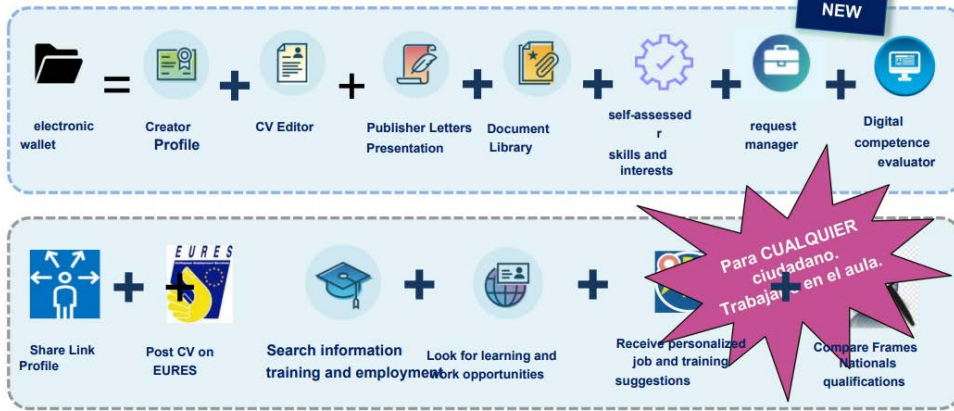 NEW
electronic
wallet
=
Creator
Profile
+
CV Editor
+
Publisher Letters
Presentation
+
Document
Library
+
self-assessed
r
skills and
interests
+
request
manager
+
Digital
competence
evaluator
Para CUALQUIER
ciudadano.
Trabajarlo en el aula.
Share Link
Profile
+
EURES
+
Post CV on
EURES
Search information
training and employment
+
Look for learning and
work opportunities
+
Receive personalized
job and training
suggestions
+
Compare Frames
Nationals
qualifications